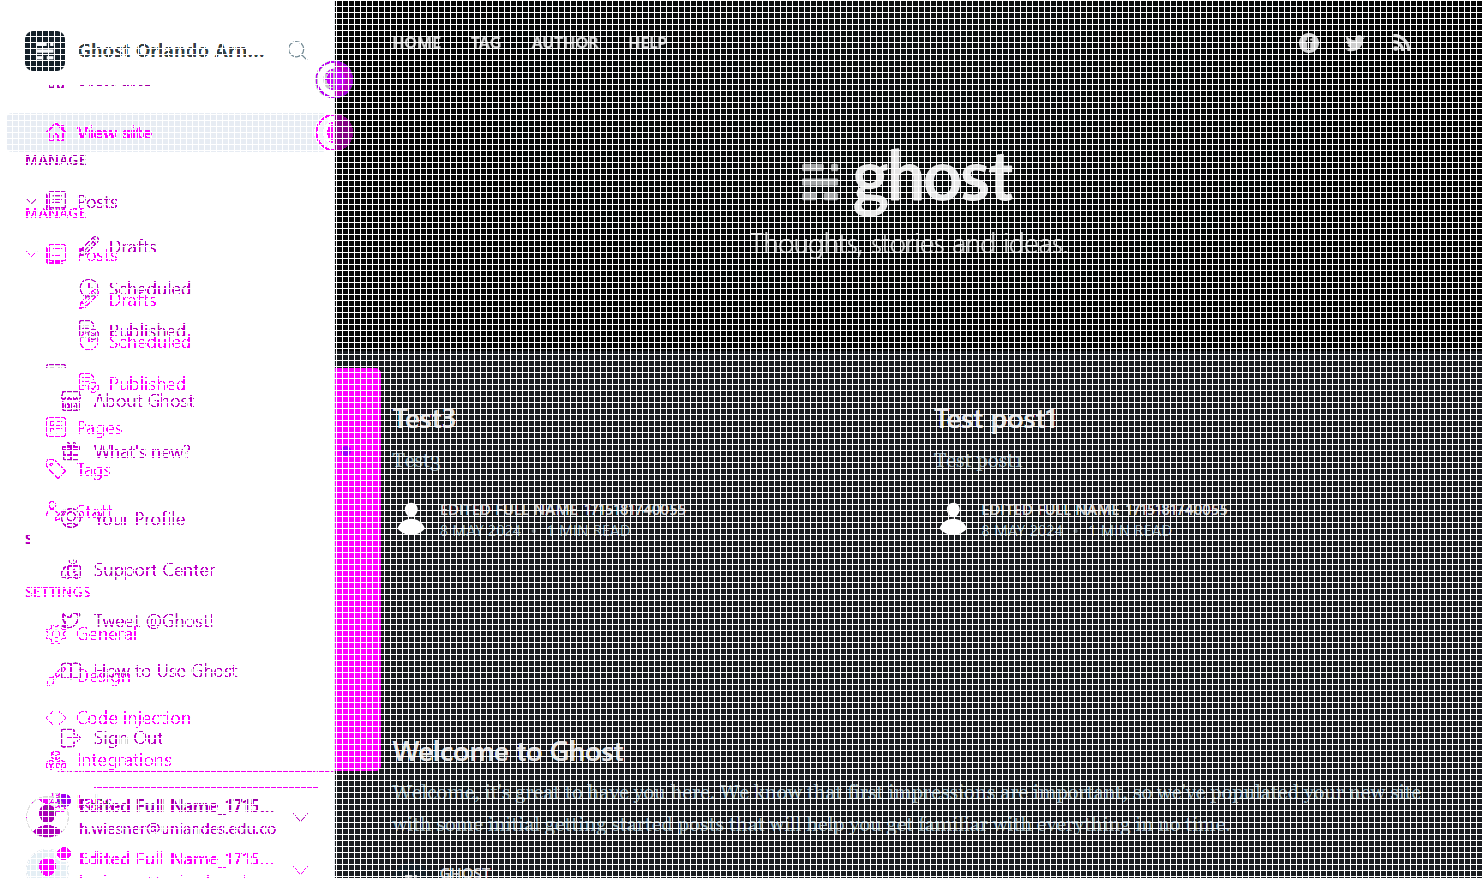 Ghost Orlando Arn...
View site
MANAGE
Posts
MANAGE
Drafts
Posts
Scheduled
Drafts
Published
Scheduled
Published
About Ghost
Pages
What's new?
Tags
Staff
Your Profile
S
Support Center
SETTINGS
Tweet @Ghost!
General
How to Use Ghost
Design
Code injection
Sign Out
Integrations
Edited Full Name_1715...
h.wiesner@uniandes.edu.co
Edited Full Name_1715...
HOME TAG AUTHOR HELP
ghost
Thoughts, stories and ideas.
Test3
Test3
EDITED FULL NAME 1715181740055
8 MAY 2024 • 1 MIN READ
Test post1
Test post1
EDITED FULL NAME 1715181740055
8 MAY 2024 • 1 MIN READ
Welcome to Ghost
Welcome, it's great to have you here. We know that first impressions are important, so we've populated your new site
with some initial getting started posts that will help you get familiar with everything in no time.
GHOST